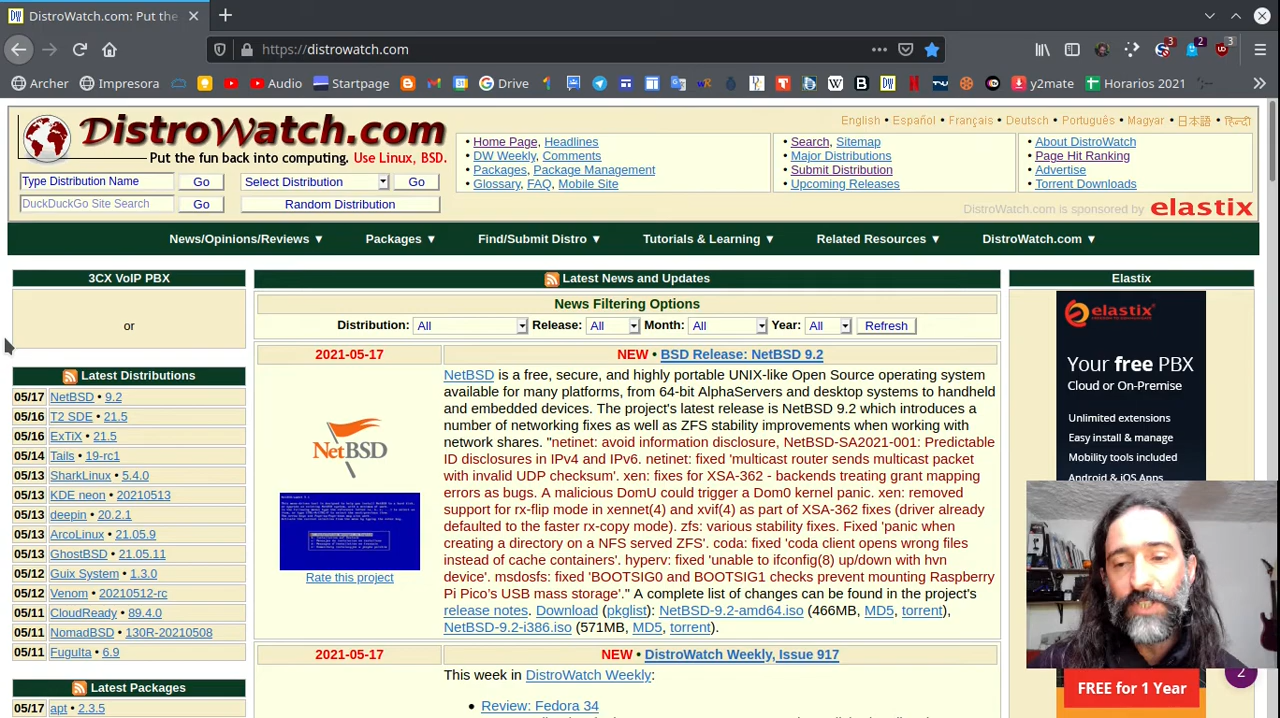 DistroWatch.com: Put the
https://distrowatch.com
3
2
3
Archer
Impresora
Audio
Startpage
Drive
y2mate
Horarios 2021
DistroWatch.com
Put the fun back into computing. Use Linux, BSD.
Type Distribution Name
Go
Select Distribution
Go
DuckDuckGo Site Search
Go
Random Distribution
• Home Page, Headlines
• DW Weekly, Comments
• Packages, Package Management
• Glossary, FAQ, Mobile Site
English • Español • Français • Deutsch • Português • Magyar • 日本語 • हिन्दी
• Search, Sitemap
• Major Distributions
• Submit Distribution
• Upcoming Releases
• About DistroWatch
• Page Hit Ranking
• Advertise
• Torrent Downloads
DistroWatch.com is sponsored by elastix
News/Opinions/Reviews ▼
Packages ▼
Find/Submit Distro ▼
Tutorials & Learning ▼
Related Resources ▼
DistroWatch.com ▼
3CX VoIP PBX
or
Latest Distributions
05/17 NetBSD • 9.2
05/16 T2 SDE • 21.5
05/16 ExTiX • 21.5
05/14 Tails • 19-rc1
05/13 SharkLinux • 5.4.0
05/13 KDE neon • 20210513
05/13 deepin • 20.2.1
05/13 ArcoLinux • 21.05.9
05/13 GhostBSD • 21.05.11
05/12 Guix System • 1.3.0
05/12 Venom • 20210512-rc
05/11 CloudReady • 89.4.0
05/11 NomadBSD • 130R-20210508
05/11 Fugulta • 6.9
Latest Packages
05/17 apt • 2.3.5
Latest News and Updates
News Filtering Options
Distribution: All Release: All Month: All Year: All Refresh
2021-05-17
NEW • BSD Release: NetBSD 9.2
NetBSD
Rate this project
NetBSD is a free, secure, and highly portable UNIX-like Open Source operating system
available for many platforms, from 64-bit AlphaServers and desktop systems to handheld
and embedded devices. The project's latest release is NetBSD 9.2 which introduces a
number of networking fixes as well as ZFS stability improvements when working with
network shares. "netinet: avoid information disclosure, NetBSD-SA2021-001: Predictable
ID disclosures in IPv4 and IPv6. netinet: fixed 'multicast router sends multicast packet
with invalid UDP checksum'. xen: fixes for XSA-362 - backends treating grant mapping
errors as bugs. A malicious DomU could trigger a Dom0 kernel panic. xen: removed
support for rx-flip mode in xennet(4) and xvif(4) as part of XSA-362 fixes (driver already
defaulted to the faster rx-copy mode). zfs: various stability fixes. Fixed 'panic when
creating a directory on a NFS served ZFS'. coda: fixed 'coda client opens wrong files
instead of cache containers'. hyperv: fixed 'unable to ifconfig(8) up/down with hvn
device'. msdosfs: fixed 'BOOTSIG0 and BOOTSIG1 checks prevent mounting Raspberry
Pi Pico's USB mass storage'." A complete list of changes can be found in the project's
release notes. Download (pkglist): NetBSD-9.2-amd64.iso (466MB, MD5, torrent),
NetBSD-9.2-i386.iso (571MB, MD5, torrent).
2021-05-17
NEW • DistroWatch Weekly, Issue 917
This week in DistroWatch Weekly:
• Review: Fedora 34
Elastix
elastix
Your free PBX
Cloud or On-Premise
Unlimited extensions
Easy install & manage
Mobility tools included
Android & iOS Apps
FREE for 1 Year
2